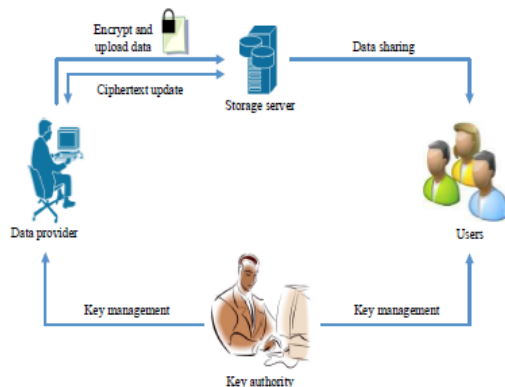 Encrypt and
upload data
Data sharing
Ciphertext update
Storage server
Data provider
Users
Key management
Key management
Key authority